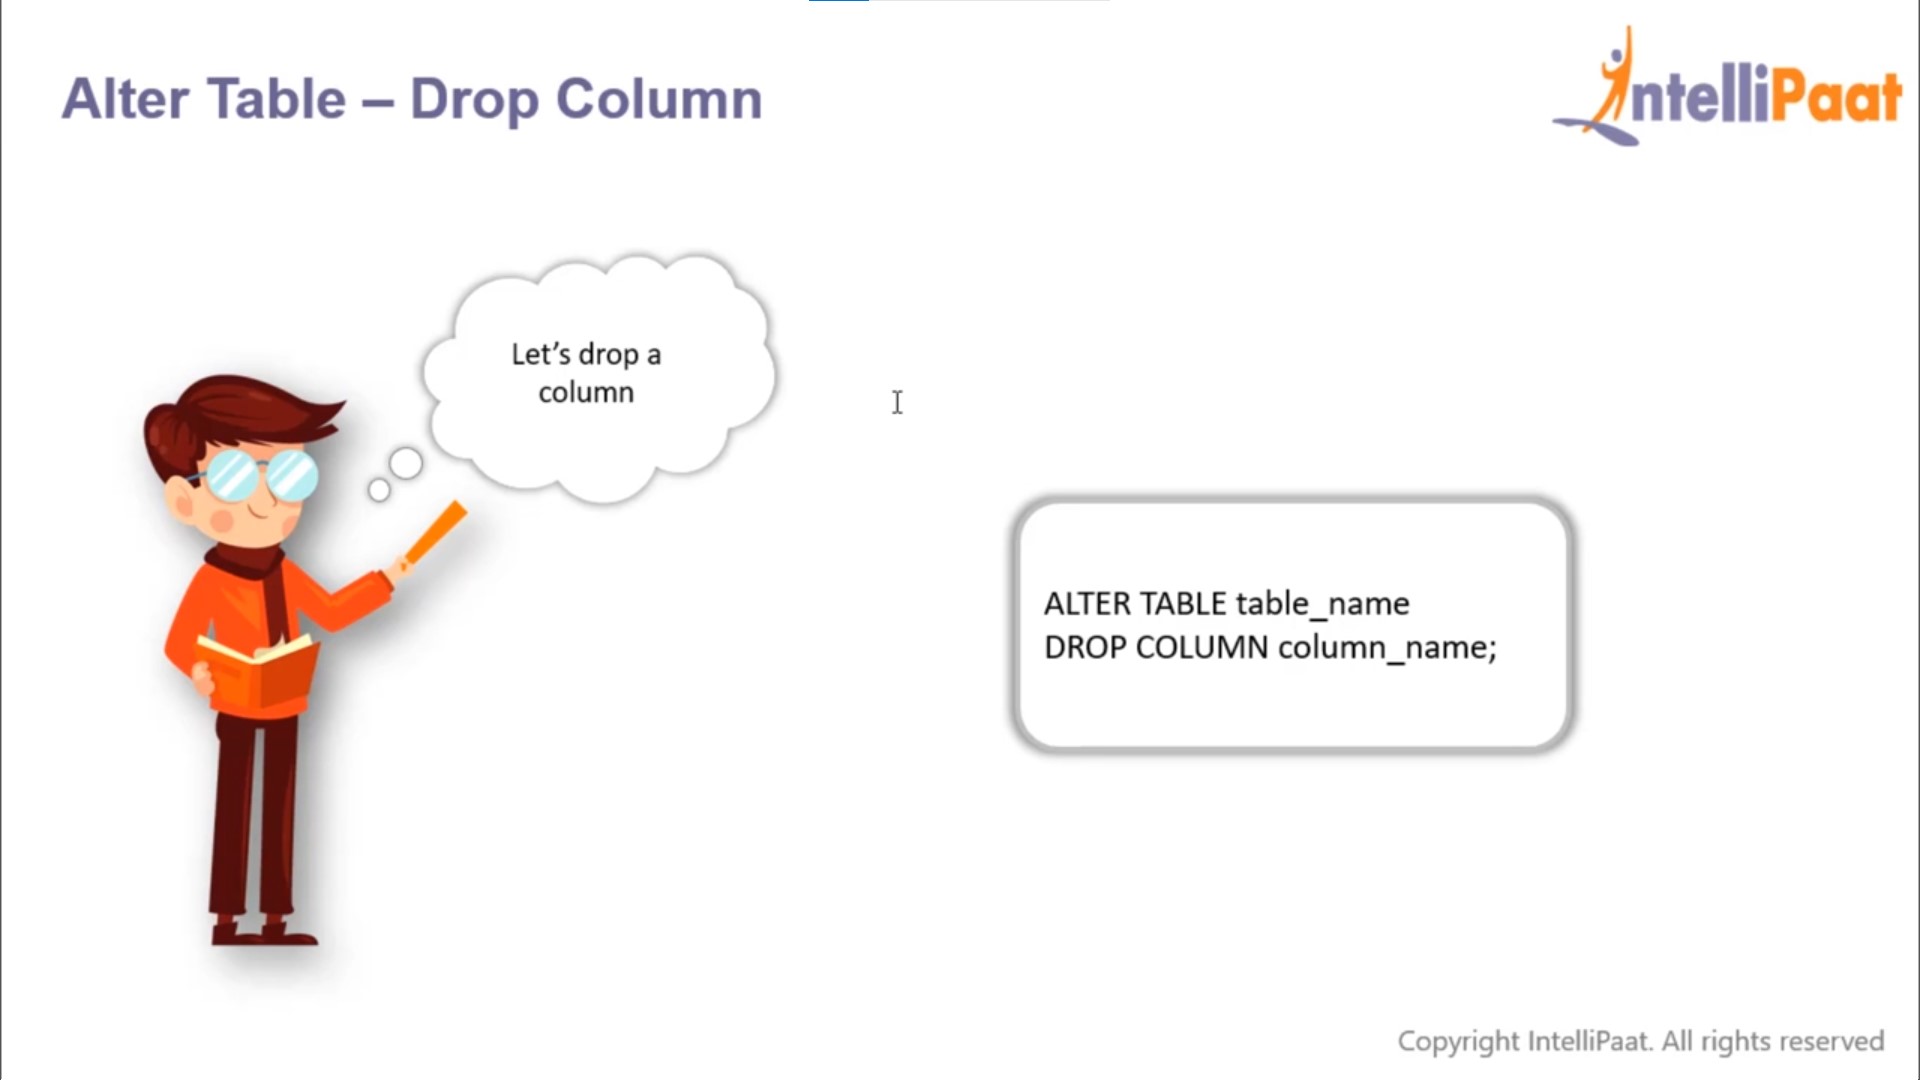 Alter Table – Drop Column
IntelliPaat
Let’s drop a
column
ALTER TABLE table_name
DROP COLUMN column_name;
Copyright IntelliPaat. All rights reserved